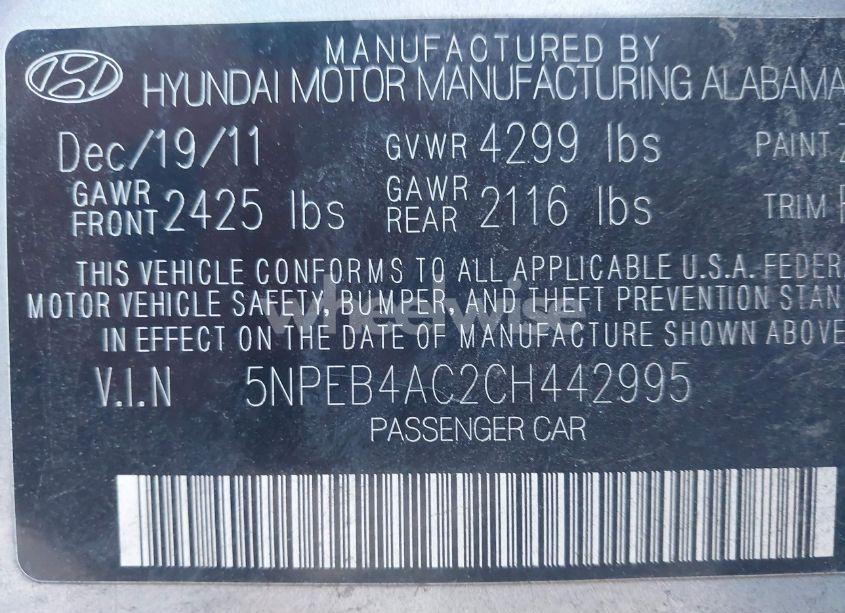 MANUFACTURED BY
HYUNDAI MOTOR MANUFACTURING ALABAMA
Dec/19/11 GVWR 4299 lbs PAINT
GAWR FRONT 2425 lbs GAWR REAR 2116 lbs TRIM
THIS VEHICLE CONFORMS TO ALL APPLICABLE U.S.A. FEDERA
MOTOR VEHICLE SAFETY, BUMPER, AND THEFT PREVENTION STAN
IN EFFECT ON THE DATE OF MANUFACTURE SHOWN ABOVE
wheelwise
V.I.N 5NPEB4AC2CH442995
PASSENGER CAR